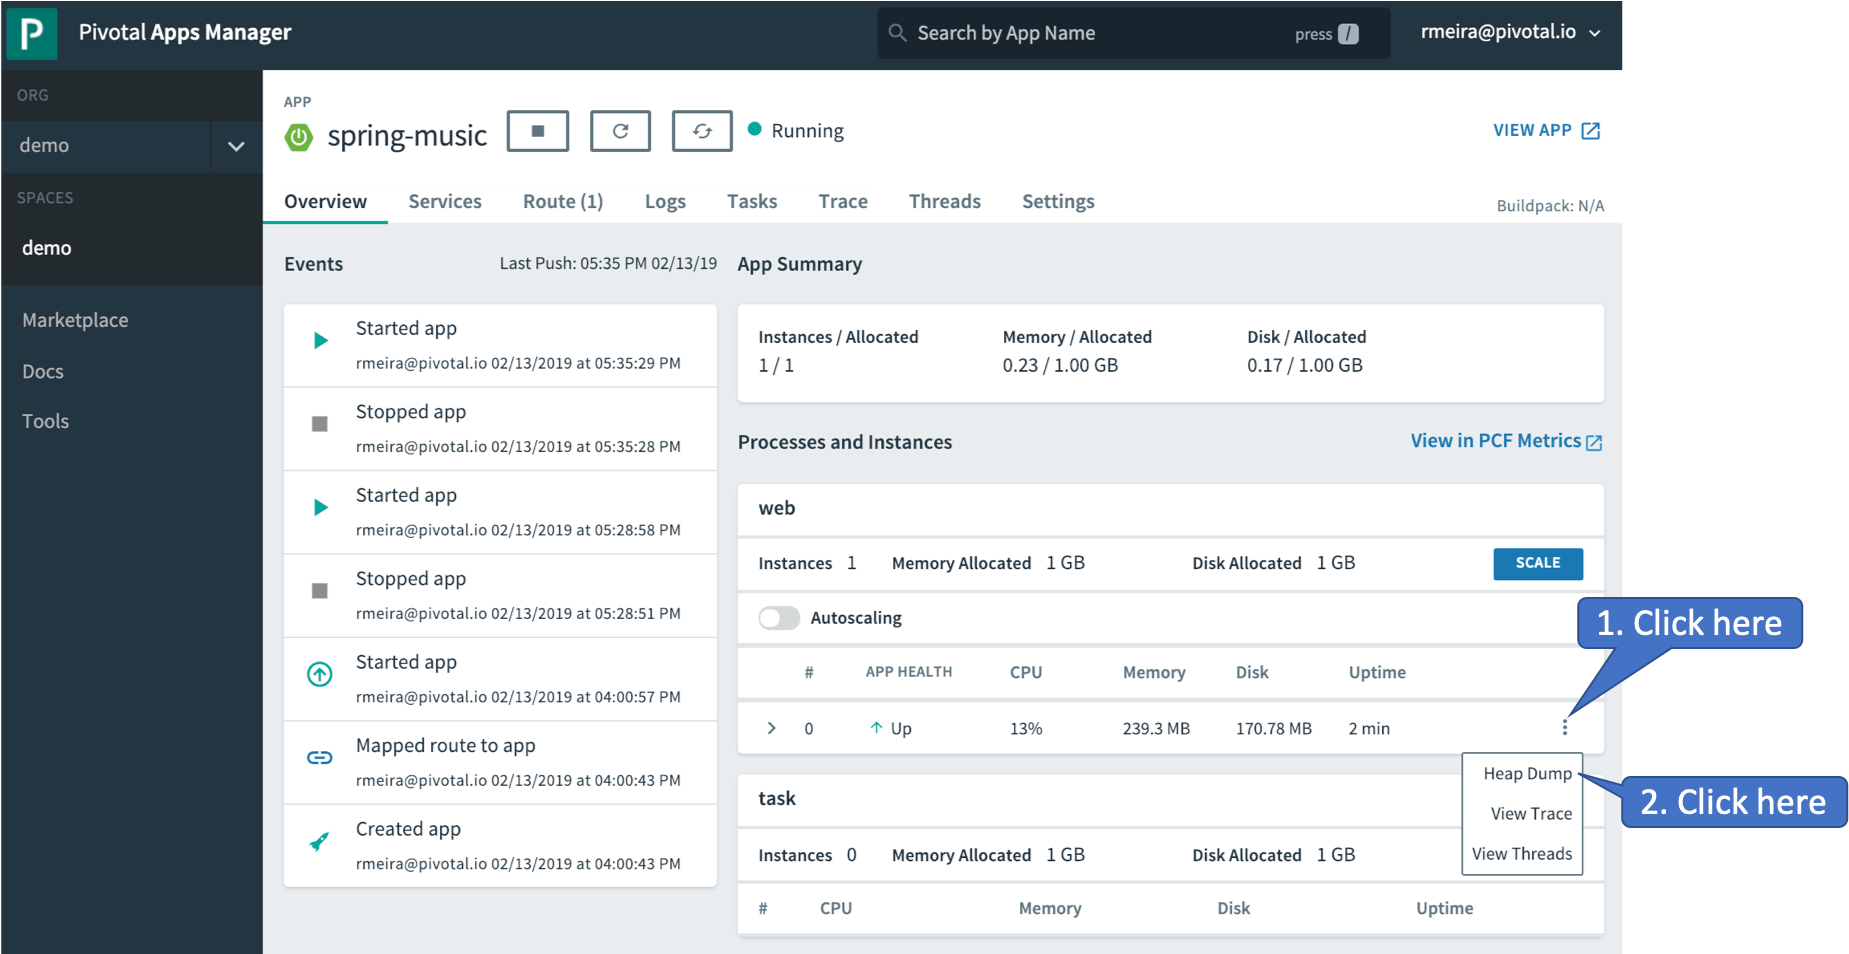 P Pivotal Apps Manager
Search by App Name press /
rmeira@pivotal.io
ORG
demo
SPACES
demo
Marketplace
Docs
Tools
APP
spring-music Running
VIEW APP
Overview Services Route (1) Logs Tasks Trace Threads Settings
Buildpack: N/A
Events Last Push: 05:35 PM 02/13/19
Started app
rmeira@pivotal.io 02/13/2019 at 05:35:29 PM
Stopped app
rmeira@pivotal.io 02/13/2019 at 05:35:28 PM
Started app
rmeira@pivotal.io 02/13/2019 at 05:28:58 PM
Stopped app
rmeira@pivotal.io 02/13/2019 at 05:28:51 PM
Started app
rmeira@pivotal.io 02/13/2019 at 04:00:57 PM
Mapped route to app
rmeira@pivotal.io 02/13/2019 at 04:00:43 PM
Created app
rmeira@pivotal.io 02/13/2019 at 04:00:43 PM
App Summary
Instances / Allocated Memory / Allocated Disk / Allocated
1 / 1 0.23 / 1.00 GB 0.17 / 1.00 GB
Processes and Instances View in PCF Metrics
web
Instances 1 Memory Allocated 1 GB Disk Allocated 1 GB SCALE
Autoscaling
1. Click here
# APP HEALTH CPU Memory Disk Uptime
0 Up 13% 239.3 MB 170.78 MB 2 min
Heap Dump
View Trace
View Threads
2. Click here
task
Instances 0 Memory Allocated 1 GB Disk Allocated 1 GB
# CPU Memory Disk Uptime